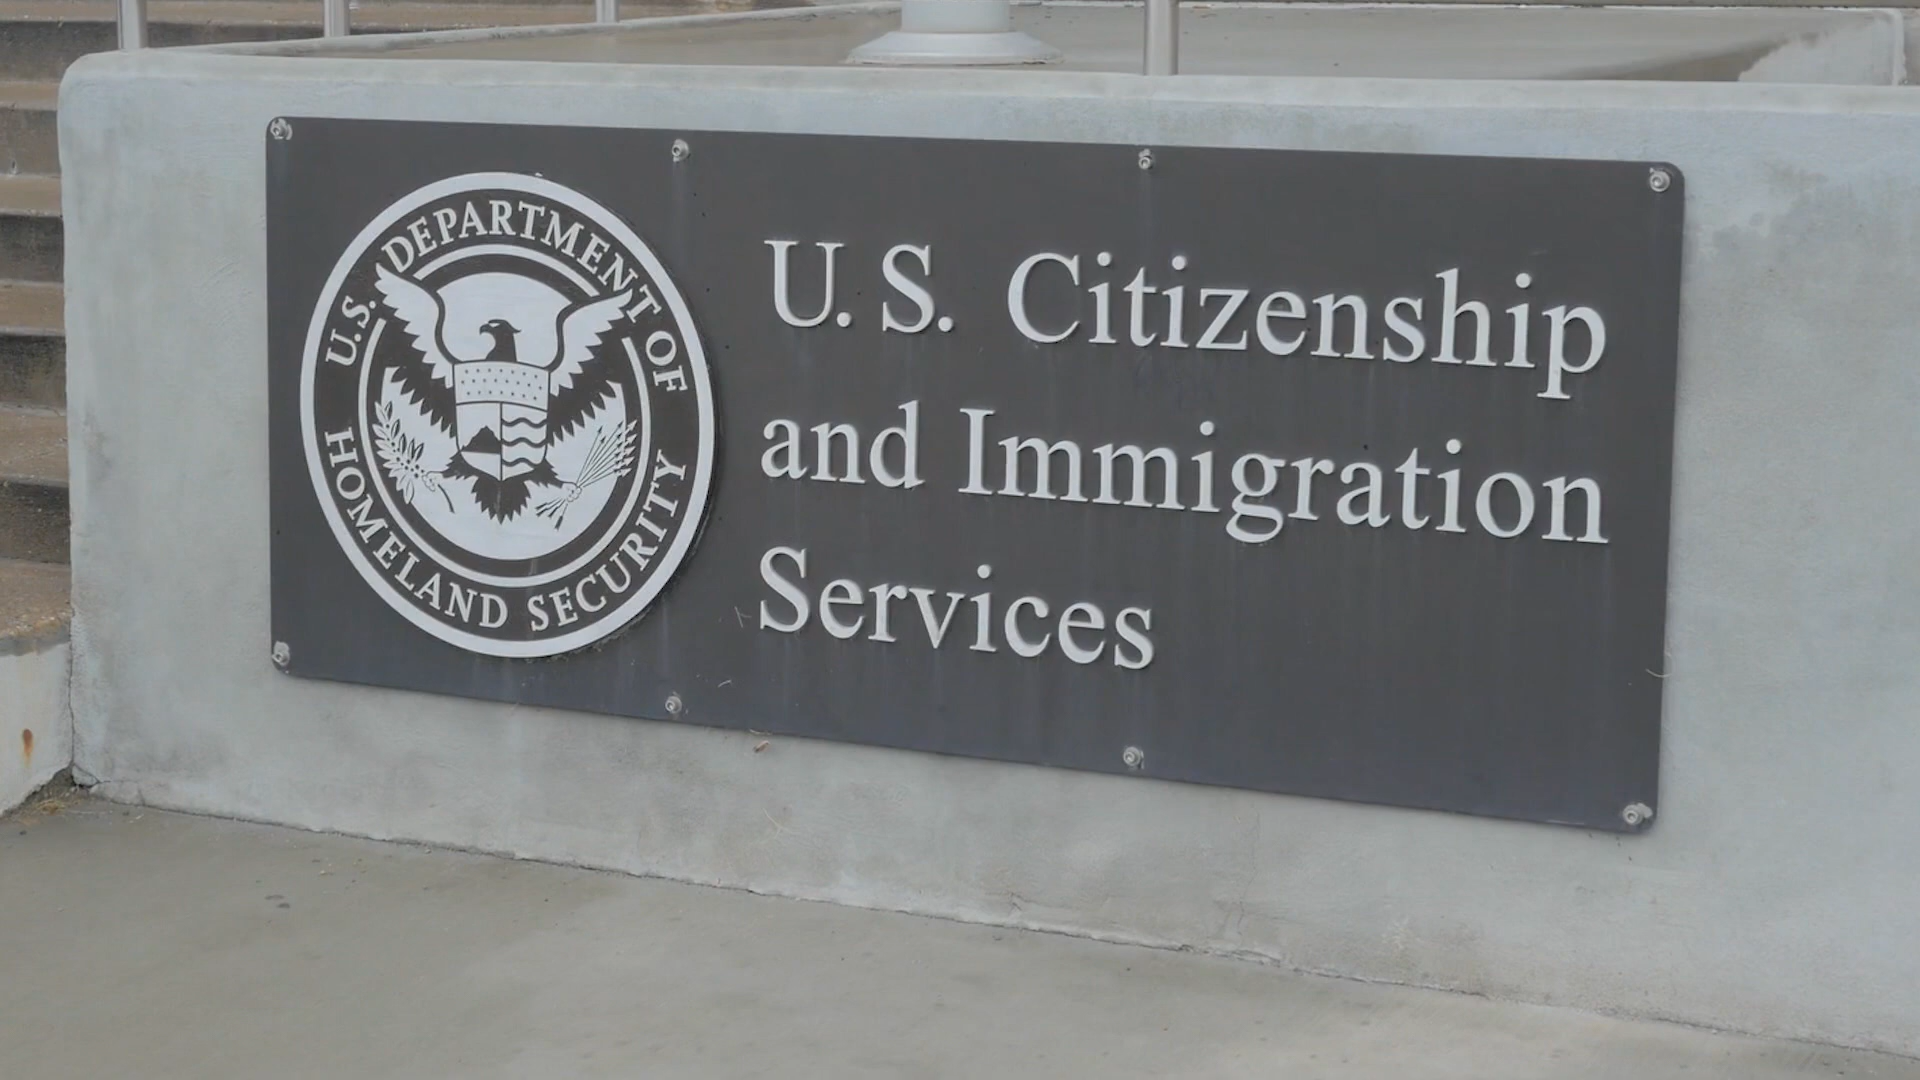 U.S. DEPARTMENT OF
HOMELAND SECURITY
U.S. Citizenship
and Immigration
Services